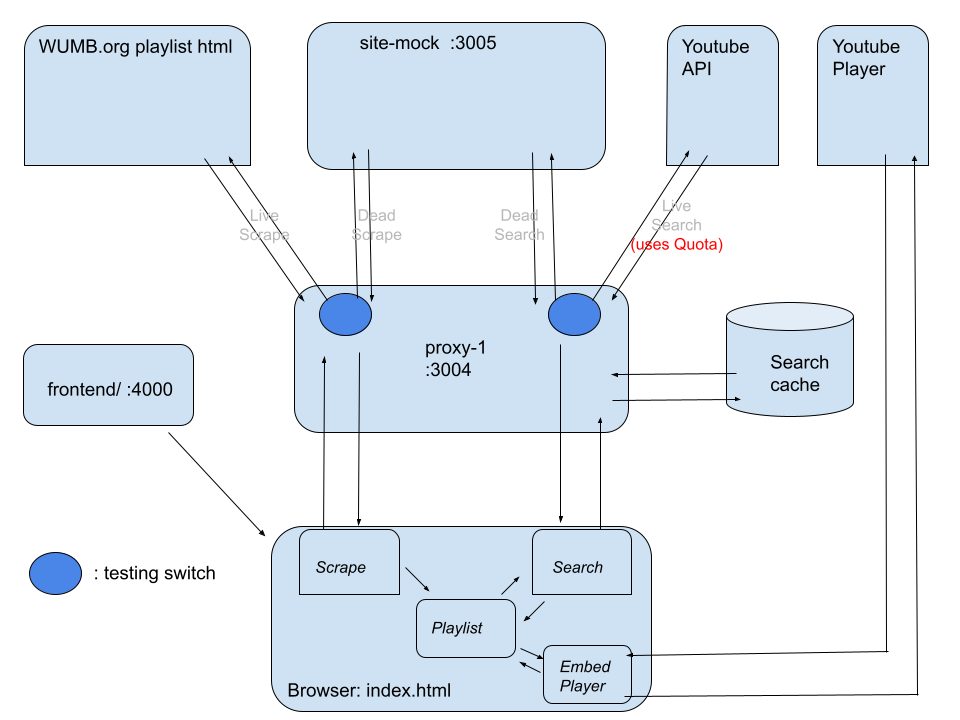 WUMB.org playlist html
site-mock :3005
Youtube
API
Youtube
Player
Live
Scrape
Dead
Scrape
Dead
Search
Live
Search
(uses Quota)
proxy-1
:3004
Search
cache
frontend/ :4000
: testing switch
Scrape
Search
Playlist
Embed
Player
Browser: index.html